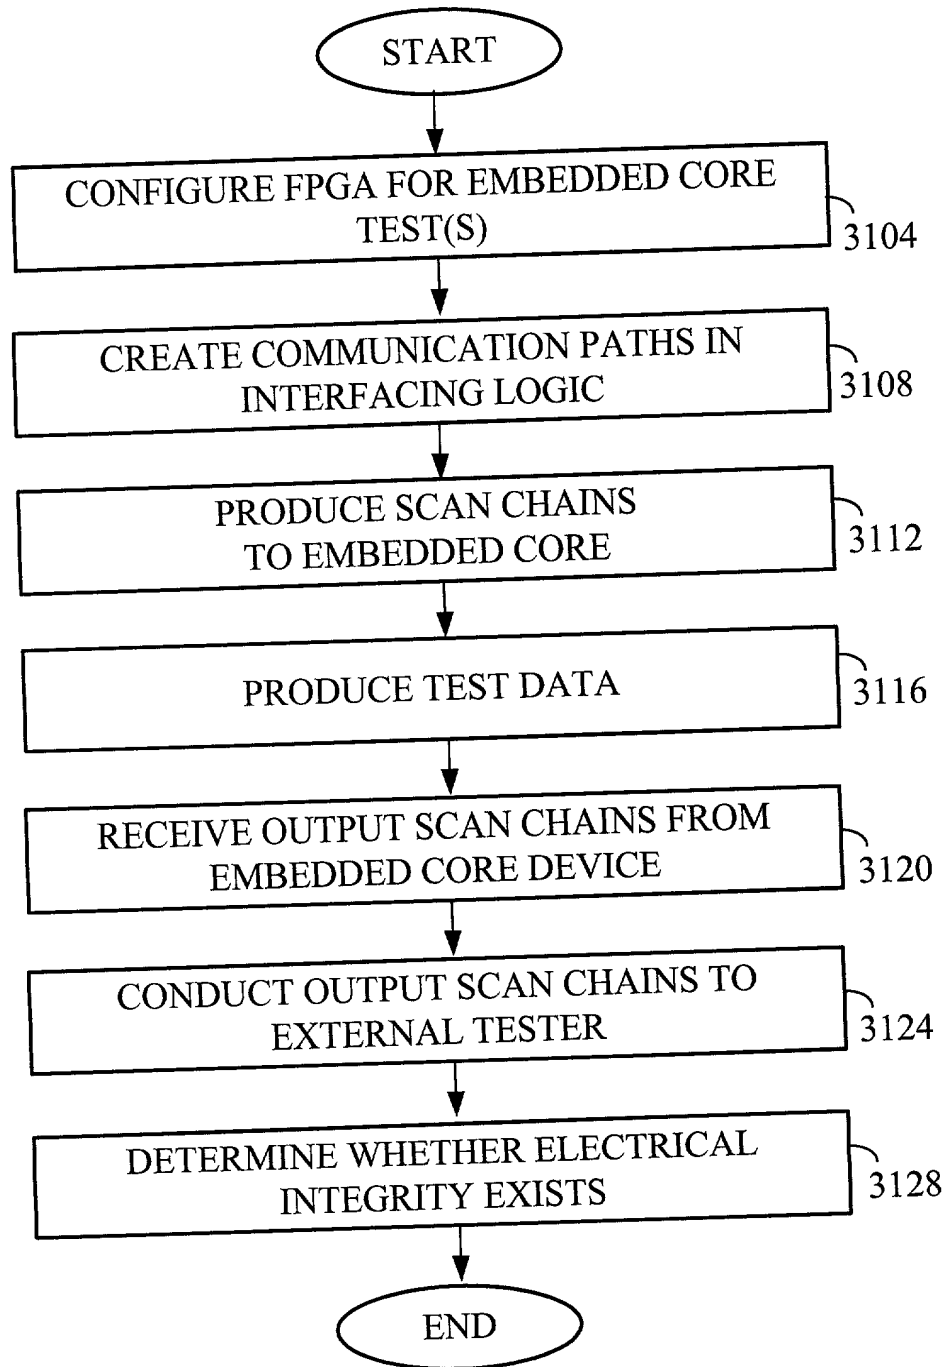 START
CONFIGURE FPGA FOR EMBEDDED CORE
TEST(S)
3104
CREATE COMMUNICATION PATHS IN
INTERFACING LOGIC
3108
PRODUCE SCAN CHAINS
TO EMBEDDED CORE
3112
PRODUCE TEST DATA
3116
RECEIVE OUTPUT SCAN CHAINS FROM
EMBEDDED CORE DEVICE
3120
CONDUCT OUTPUT SCAN CHAINS TO
EXTERNAL TESTER
3124
DETERMINE WHETHER ELECTRICAL
INTEGRITY EXISTS
3128
END